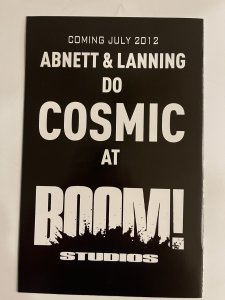 COMING JULY 2012
ABNETT & LANNING
DO
COSMIC
AT
BOOM!
STUDIOS